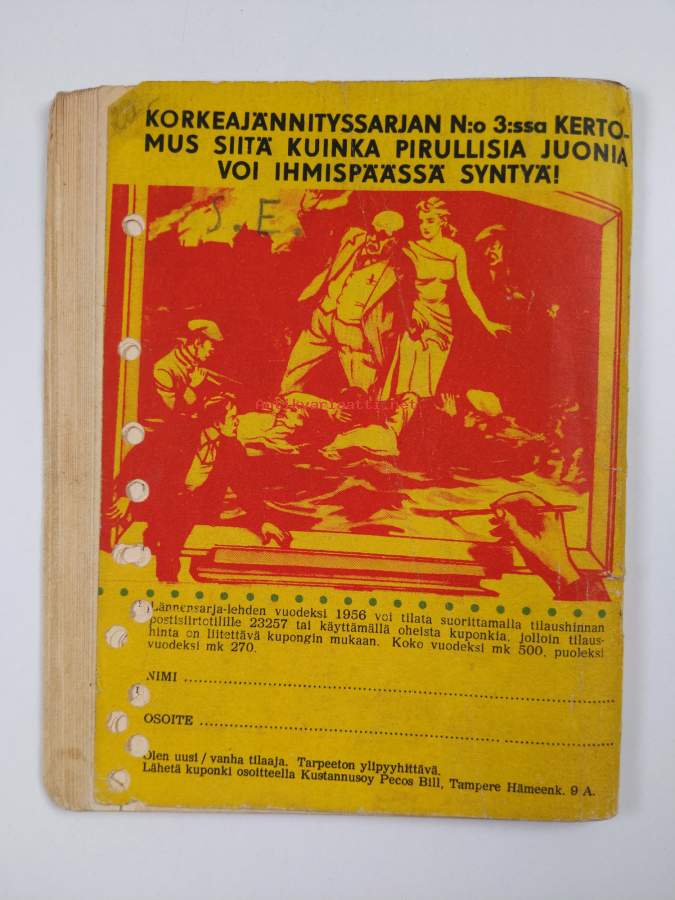 KORKEAJÄNNITYSSARJAN N:o 3:ssa KERTO-
MUS SIITÄ KUINKA PIRULLISIA JUONIA
VOI IHMISPÄÄSSÄ SYNTYÄ!
S.E.
Antikvariaatti.net
Lännensarja-lehden vuodeksi 1956 voi tilata suorittamalla tilaushinnan
postisiirtotilille 23257 tai käyttämällä oheista kuponkia, jolloin tilaus-
hinta on liitettävä kupongin mukaan. Koko vuodeksi mk 500, puoleksi
vuodeksi mk 270.
NIMI
OSOITE
Olen uusi / vanha tilaaja. Tarpeeton ylipyyhittävä.
Lähetä kuponki osoitteella Kustannusoy Pecos Bill, Tampere Hämeenk. 9 A.